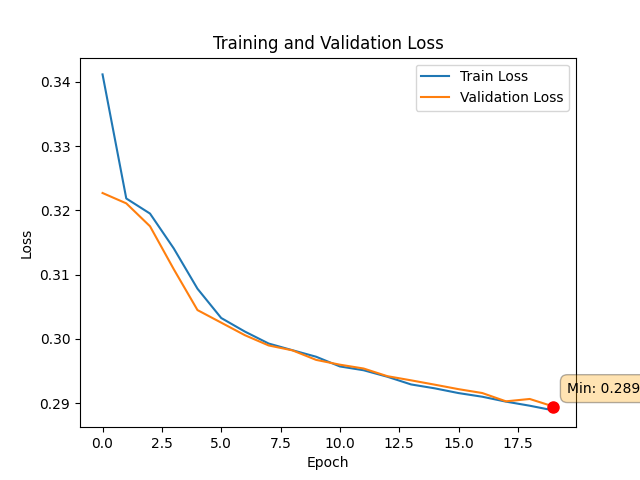 Training and Validation Loss
Train Loss
Validation Loss
0.34
0.33
0.32
0.31
0.30
0.29
Loss
Min: 0.289
0.0
2.5
5.0
7.5
10.0
12.5
15.0
17.5
Epoch